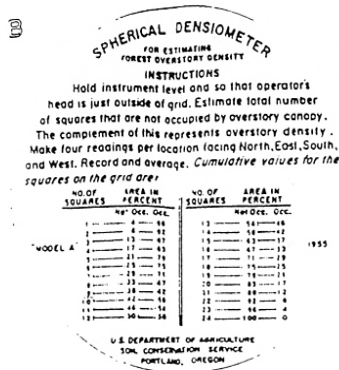 SPHERICAL DENSIOMETER
FOR ESTIMATING
FOREST OVERSTORY DENSITY
INSTRUCTIONS
Hold instrument level and so that operator's
head is just outside of grid. Estimate total number
of squares that are not occupied by overstory canopy.
The complement of this represents overstory density.
Make four readings per location facing North, East, South,
and West. Record and average. Cumulative values for the
squares on the grid are:
NO. OF SQUARES AREA IN PERCENT NO. OF SQUARES AREA IN PERCENT
Not Occ. Occ. Not Occ. Occ.
1 4 96 13 54 46
2 8 92 14 58 42
3 13 87 15 63 37
4 17 83 16 67 33
5 21 79 17 71 29
6 25 75 18 75 25
7 29 71 19 79
8 33 67 20 83 17
9 38 62 21 88 12
10 42 58 22 92 8
11 46 54 23 96 4
12 50 50 24 100 0
"MODEL A"
1955
U.S. DEPARTMENT OF AGRICULTURE
SOIL CONSERVATION SERVICE
PORTLAND, OREGON